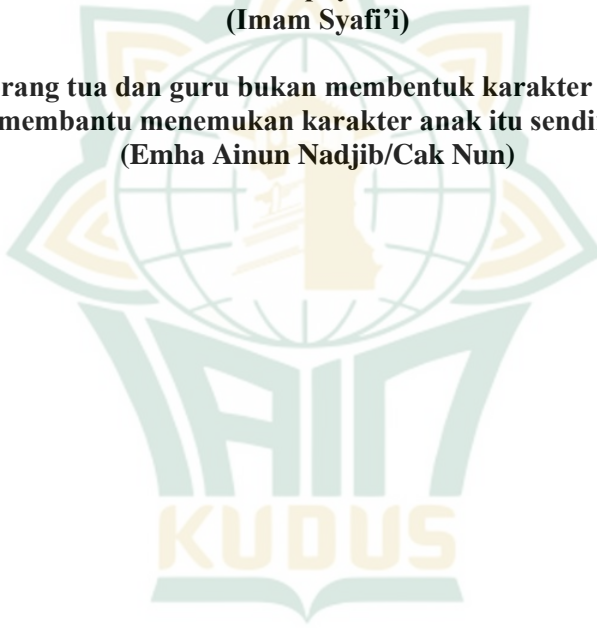 (Imam Syafi’i)
rang tua dan guru bukan membentuk karakter
membantu menemukan karakter anak itu sendi
(Emha Ainun Nadjib/Cak Nun)
IAIN
KUDUS